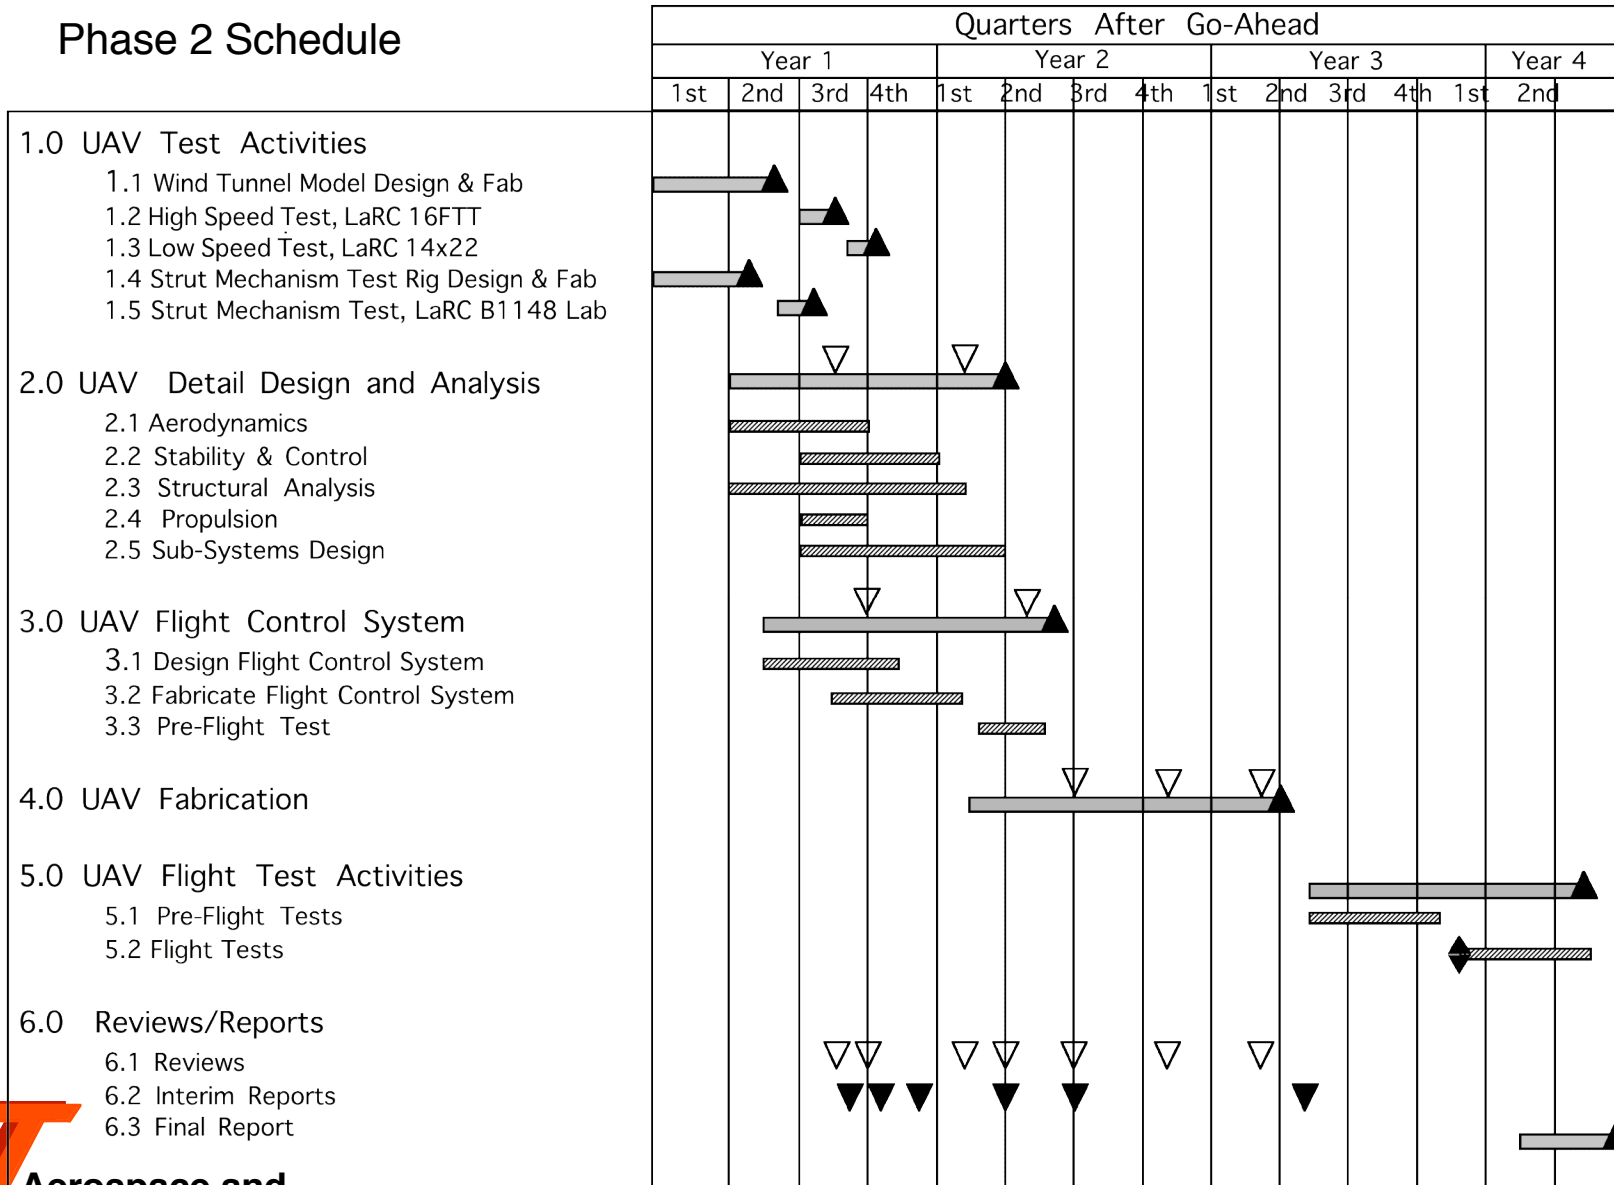 Phase 2 Schedule
Quarters After Go-Ahead
Year 1 Year 2 Year 3 Year 4
1st 2nd 3rd 4th 1st 2nd 3rd 4th 1st 2nd 3rd 4th 1st 2nd
1.0 UAV Test Activities
1.1 Wind Tunnel Model Design & Fab
1.2 High Speed Test, LaRC 16FTT
1.3 Low Speed Test, LaRC 14x22
1.4 Strut Mechanism Test Rig Design & Fab
1.5 Strut Mechanism Test, LaRC B1148 Lab
2.0 UAV Detail Design and Analysis
2.1 Aerodynamics
2.2 Stability & Control
2.3 Structural Analysis
2.4 Propulsion
2.5 Sub-Systems Design
3.0 UAV Flight Control System
3.1 Design Flight Control System
3.2 Fabricate Flight Control System
3.3 Pre-Flight Test
4.0 UAV Fabrication
5.0 UAV Flight Test Activities
5.1 Pre-Flight Tests
5.2 Flight Tests
6.0 Reviews/Reports
6.1 Reviews
6.2 Interim Reports
6.3 Final Report
Aerospace and